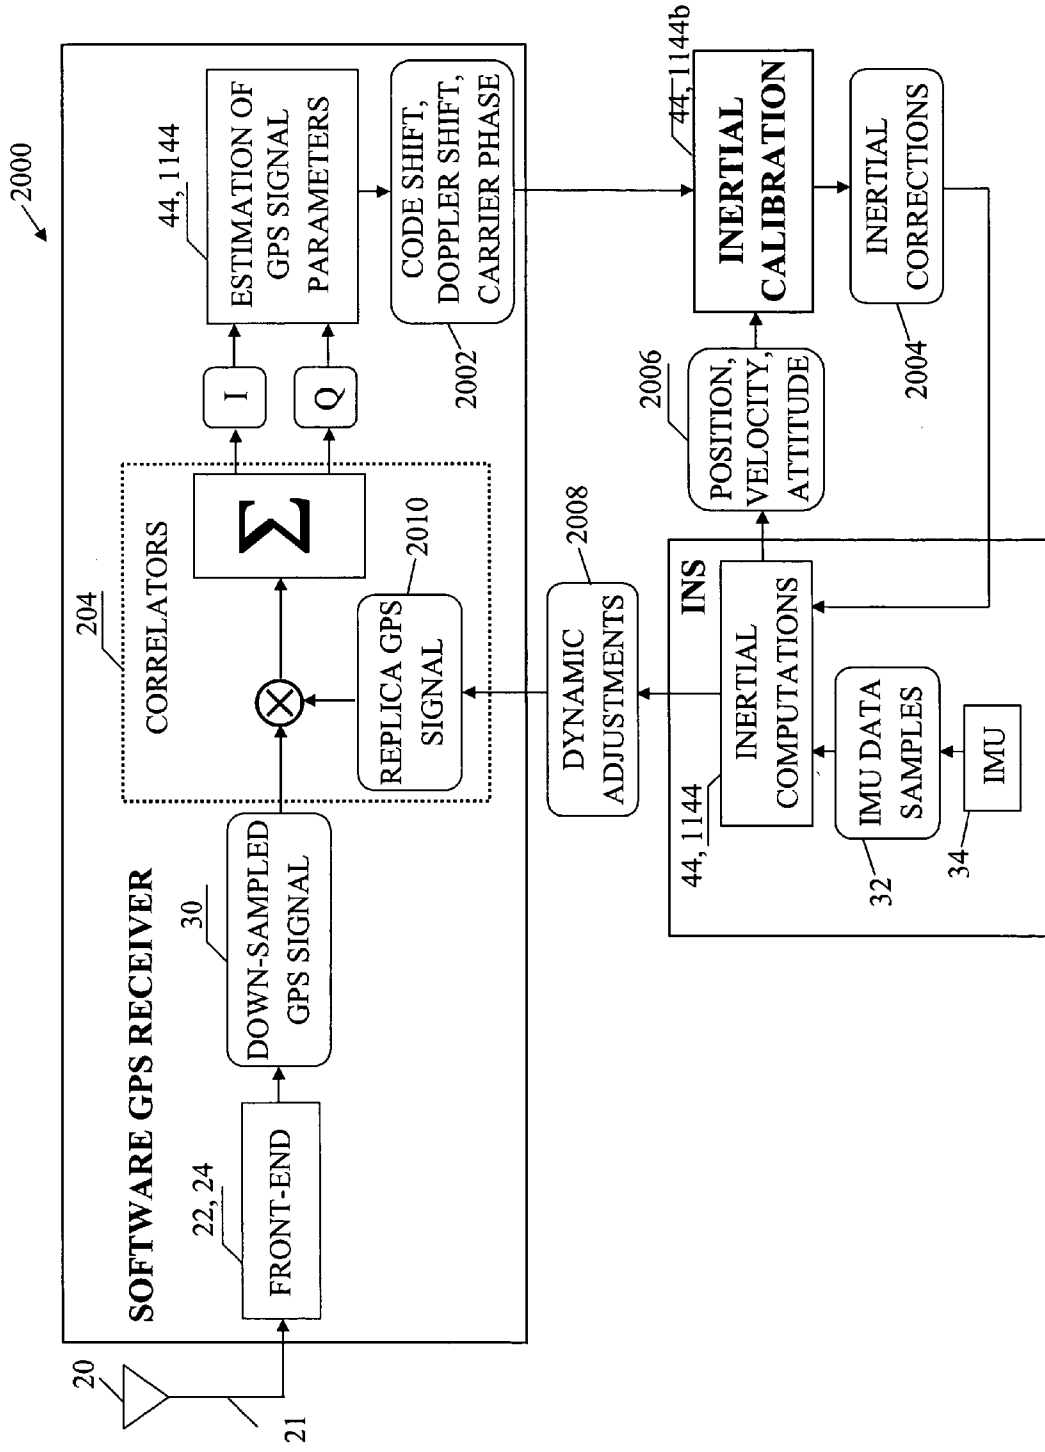 2000
SOFTWARE GPS RECEIVER
20
21
22, 24
FRONT-END
30
DOWN-SAMPLED
GPS SIGNAL
204
CORRELATORS
Σ
REPLICA GPS
SIGNAL
2010
I
Q
44, 1144
ESTIMATION OF
GPS SIGNAL
PARAMETERS
CODE SHIFT,
DOPPLER SHIFT,
CARRIER PHASE
2002
DYNAMIC
ADJUSTMENTS
2008
INS
44, 1144
INERTIAL
COMPUTATIONS
IMU DATA
SAMPLES
32
IMU
34
2006
POSITION,
VELOCITY,
ATTITUDE
44, 1144b
INERTIAL
CALIBRATION
INERTIAL
CORRECTIONS
2004